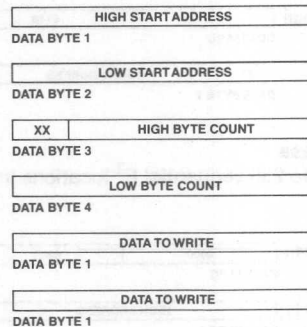 HIGH START ADDRESS
DATA BYTE 1
LOW START ADDRESS
DATA BYTE 2
XX HIGH BYTE COUNT
DATA BYTE 3
LOW BYTE COUNT
DATA BYTE 4
DATA TO WRITE
DATA BYTE 1
DATA TO WRITE
DATA BYTE 1